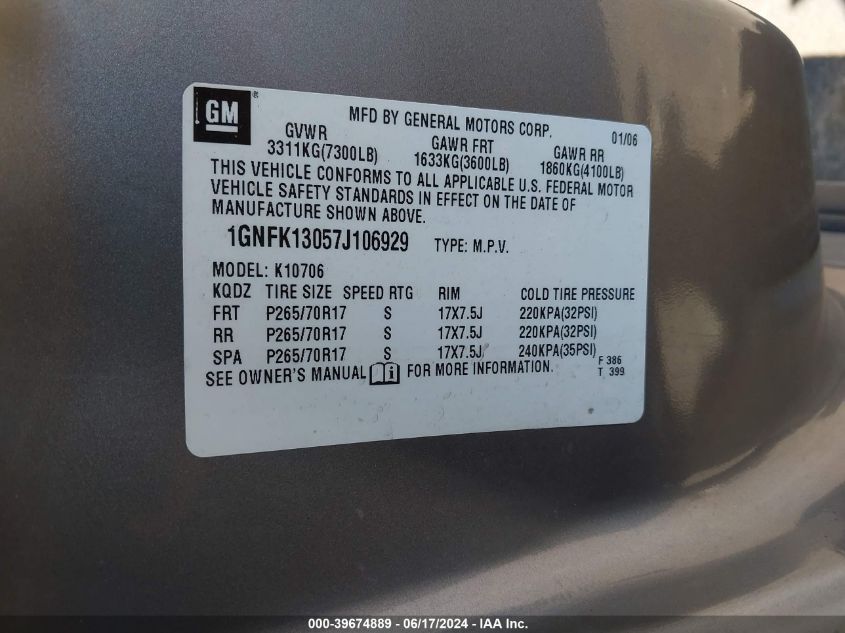 GM®
MFD BY GENERAL MOTORS CORP. 01/06
GVWR GAWR FRT GAWR RR
3311KG(7300LB) 1633KG(3600LB) 1860KG(4100LB)
THIS VEHICLE CONFORMS TO ALL APPLICABLE U.S. FEDERAL MOTOR
VEHICLE SAFETY STANDARDS IN EFFECT ON THE DATE OF
MANUFACTURE SHOWN ABOVE.
1GNFK13057J106929 TYPE: M.P.V.
MODEL: K10706
KQDZ TIRE SIZE SPEED RTG RIM COLD TIRE PRESSURE
FRT P265/70R17 S 17X7.5J 220KPA(32PSI)
RR P265/70R17 S 17X7.5J 220KPA(32PSI)
SPA P265/70R17 S 17X7.5J 240KPA(35PSI) F 386
SEE OWNER'S MANUAL i FOR MORE INFORMATION. T 399
000-39674889 - 06/17/2024 - IAAI, Inc.